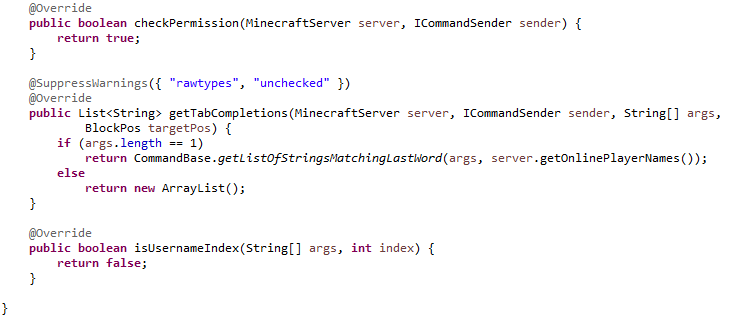 @Override
public boolean checkPermission(MinecraftServer server, ICommandSender sender) {
return true;
}
@SuppressWarnings({ "rawtypes", "unchecked" })
@Override
public List<String> getTabCompletions(MinecraftServer server, ICommandSender sender, String[] args,
BlockPos targetPos) {
if (args.length == 1)
return CommandBase.getListOfStringsMatchingLastWord(args, server.getOnlinePlayerNames());
else
return new ArrayList();
}
@Override
public boolean isUsernameIndex(String[] args, int index) {
return false;
}
}